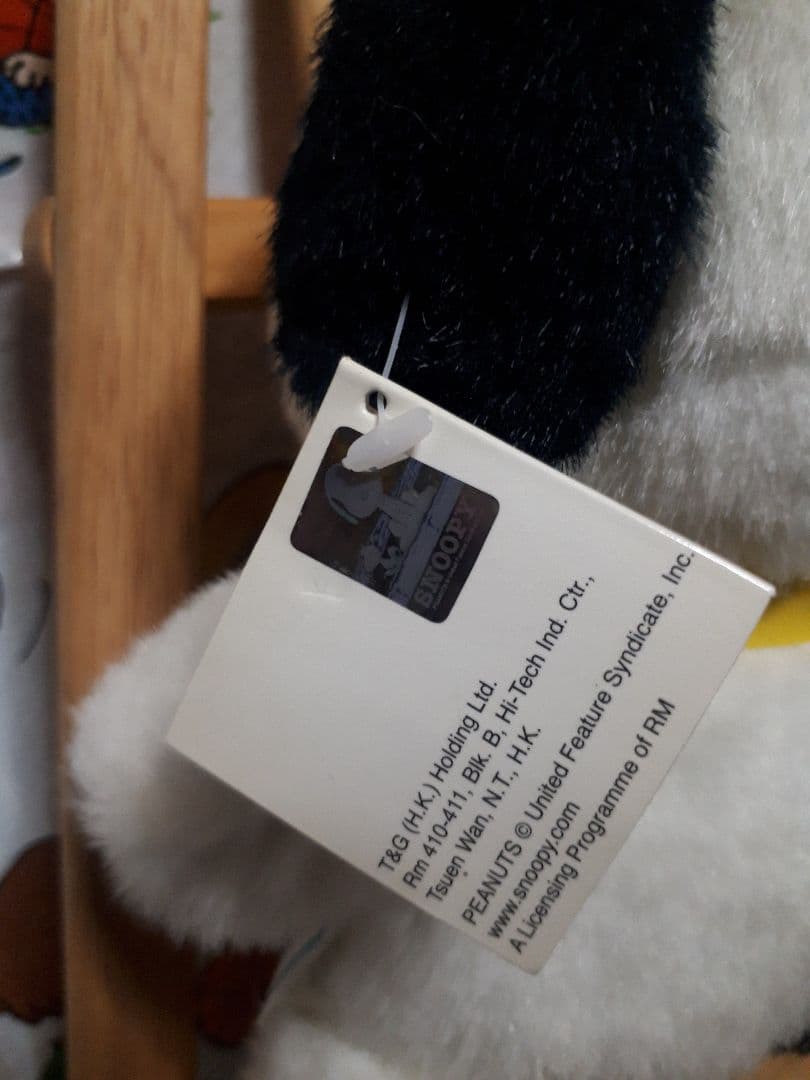 SNOOPY
T&G (H.K.) Holding Ltd.
Rm 410-411, Blk. B, Hi-Tech Ind. Ctr.,
Tsuen Wan, N.T., H.K.
PEANUTS © United Feature Syndicate, Inc.
www.snoopy.com
A Licensing Programme of RM